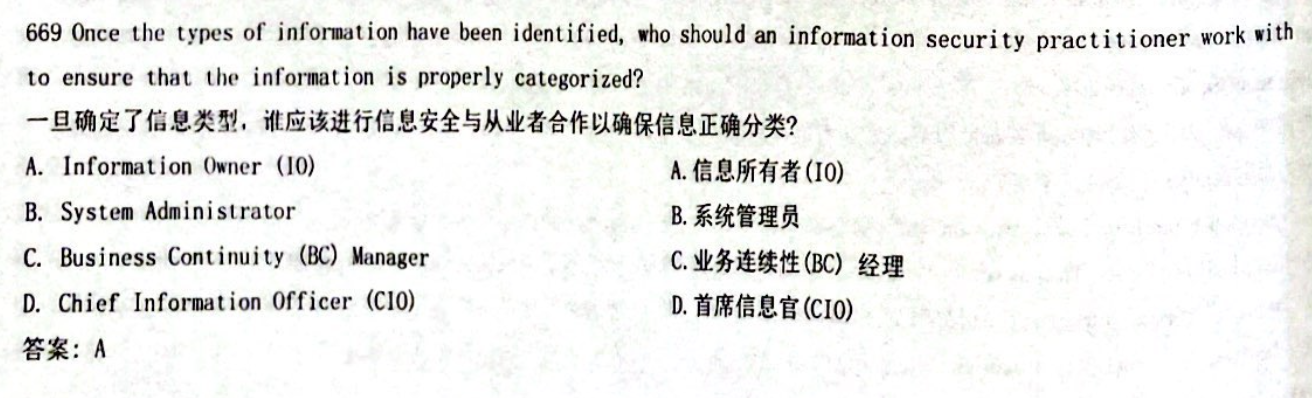 669 Once the types of information have been identified, who should an information security practitioner work with
to ensure that the information is properly categorized?
一旦确定了信息类型，谁应该进行信息安全与从业者合作以确保信息正确分类?
A. Information Owner (IO) A.信息所有者(IO)
B. System Administrator B.系统管理员
C. Business Continuity (BC) Manager C.业务连续性(BC) 经理
D. Chief Information Officer (CIO) D.首席信息官(CIO)
答案: A